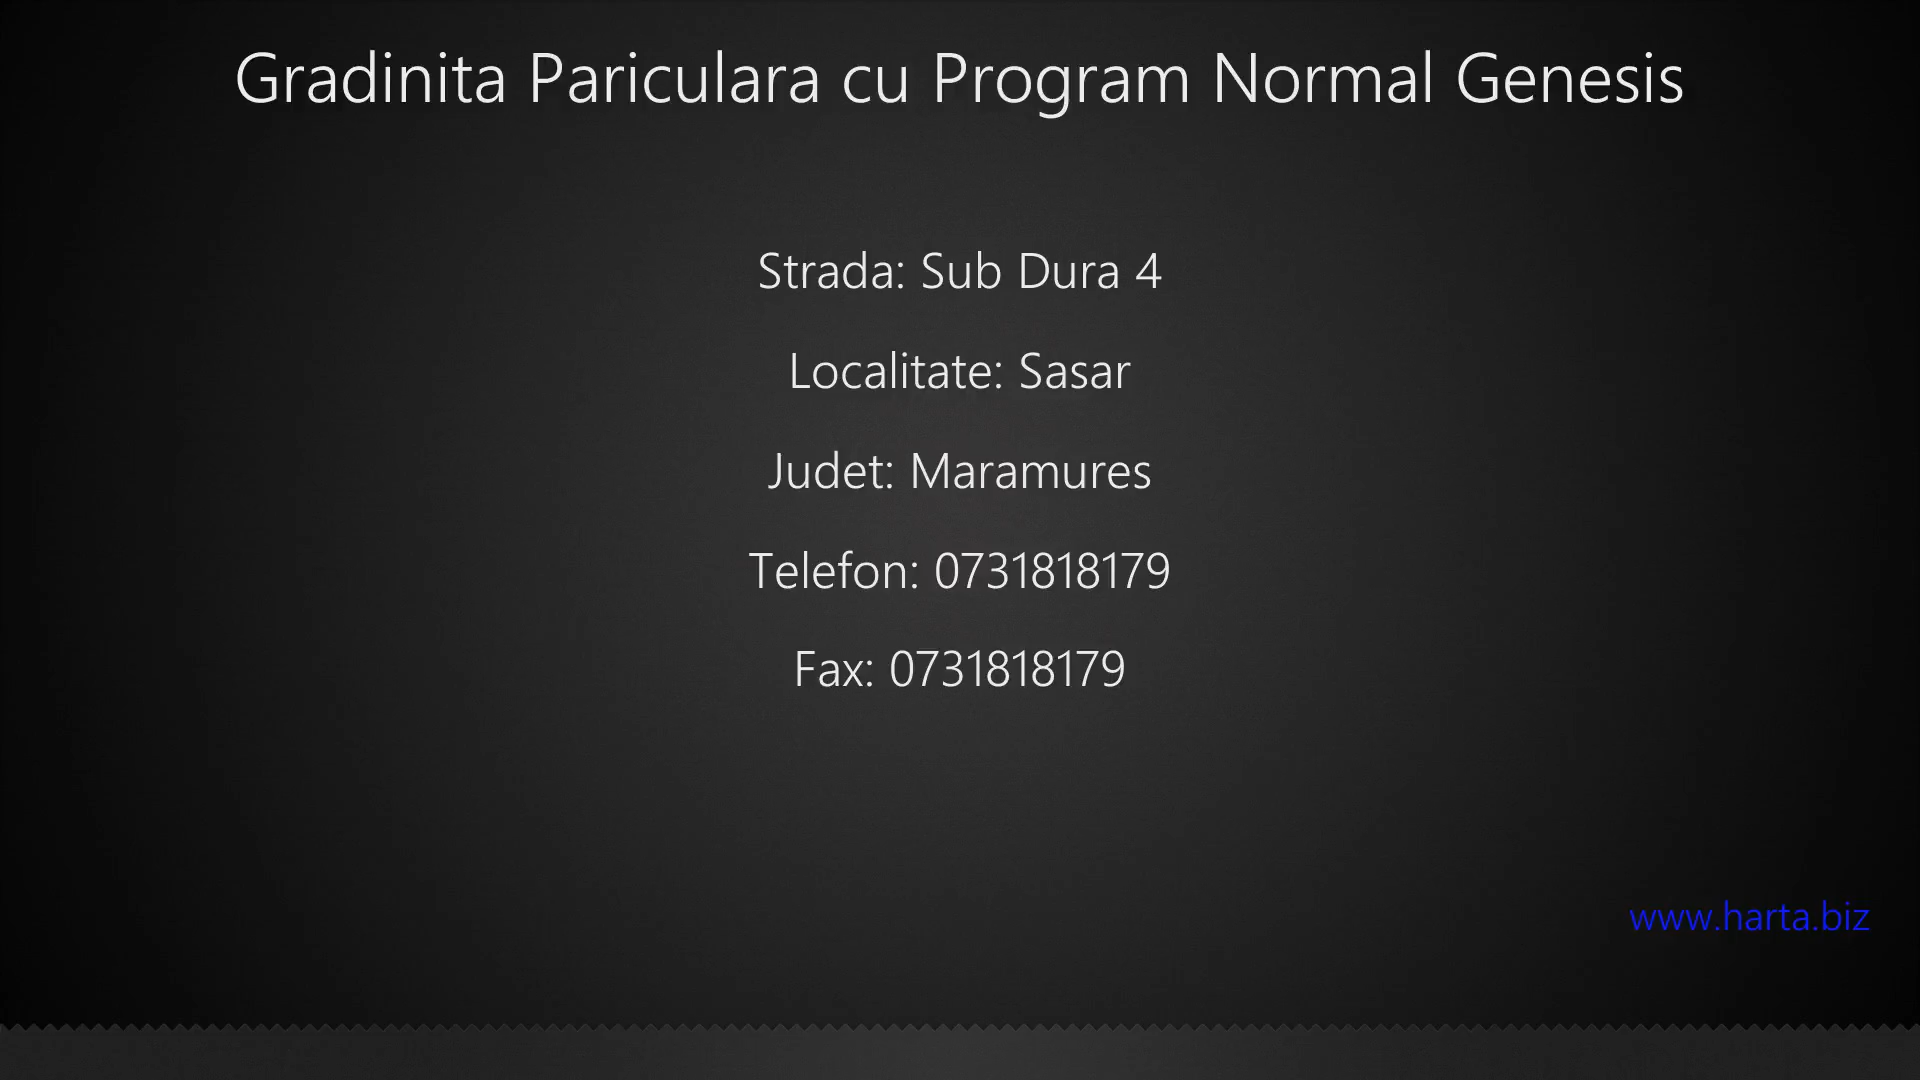 Gradinita Pariculara cu Program Normal Genesis
Strada: Sub Dura 4
Localitate: Sasar
Judet: Maramures
Telefon: 0731818179
Fax: 0731818179
www.harta.biz